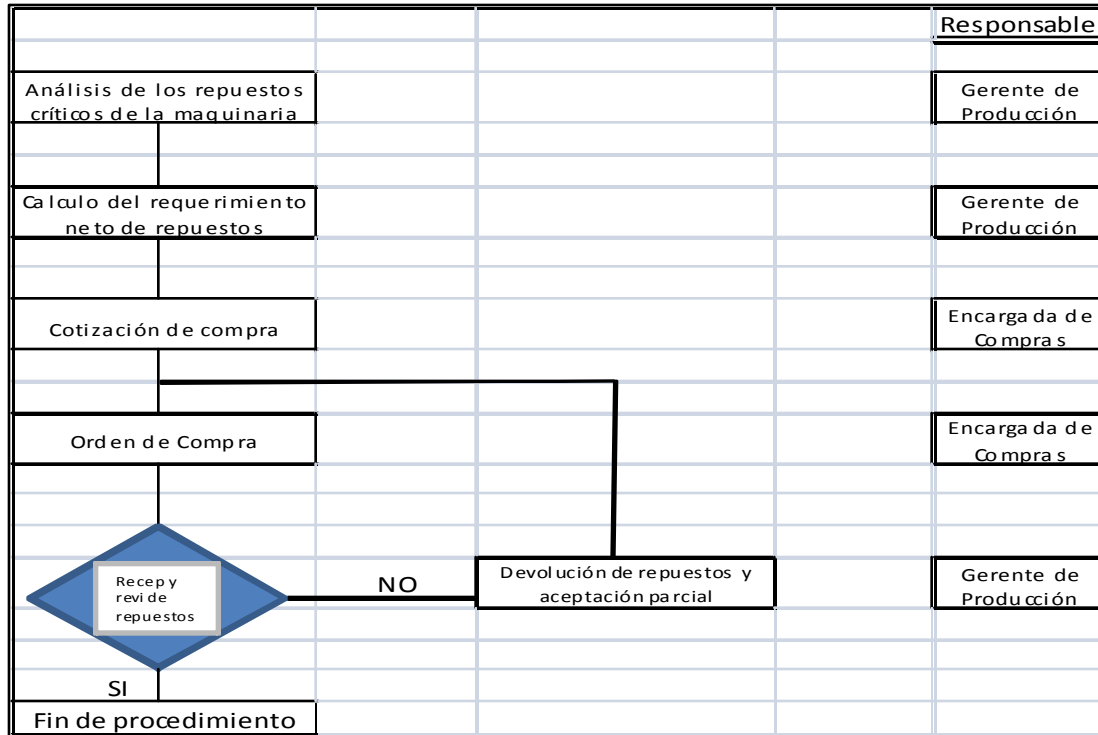 Responsable
Análisis de los repuestos
críticos de la maquinaria
Gerente de
Producción
Calculo del requerimiento
neto de repuestos
Gerente de
Producción
Cotización de compra
Encargada de
Compras
Orden de Compra
Encargada de
Compras
Recep y
revi de
repuestos
NO
Devolución de repuestos y
aceptación parcial
Gerente de
Producción
SI
Fin de procedimiento